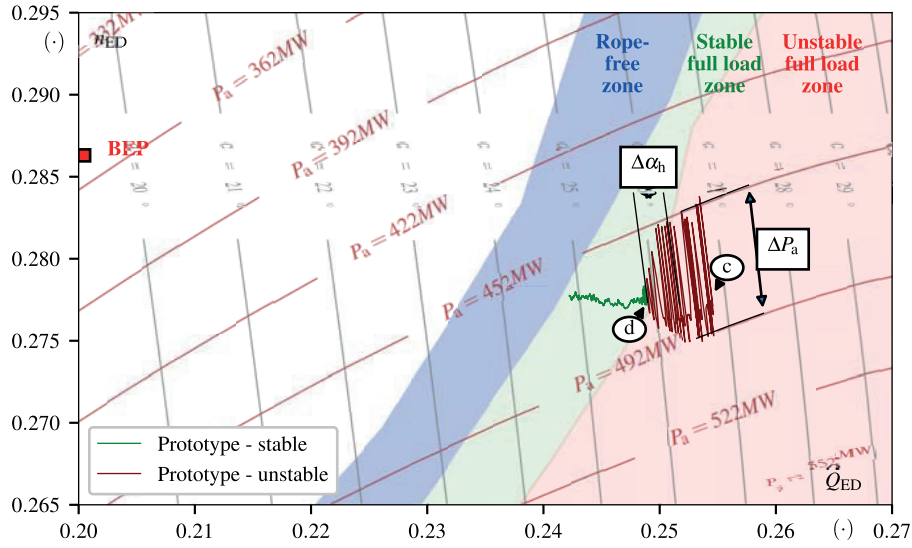 0.295
(·)
n_ED
0.290
0.285
0.280
0.275
0.270
0.265
0.20
0.21
0.22
0.23
0.24
0.25
0.26
(·)
0.27
Q̂_ED
BEP
Rope-
free
zone
Stable
full load
zone
Unstable
full load
zone
P_a = 362MW
P_a = 392MW
P_a = 422MW
P_a = 452MW
P_a = 492MW
P_a = 522MW
Δα_h
ΔP_a
c
d
Prototype - stable
Prototype - unstable